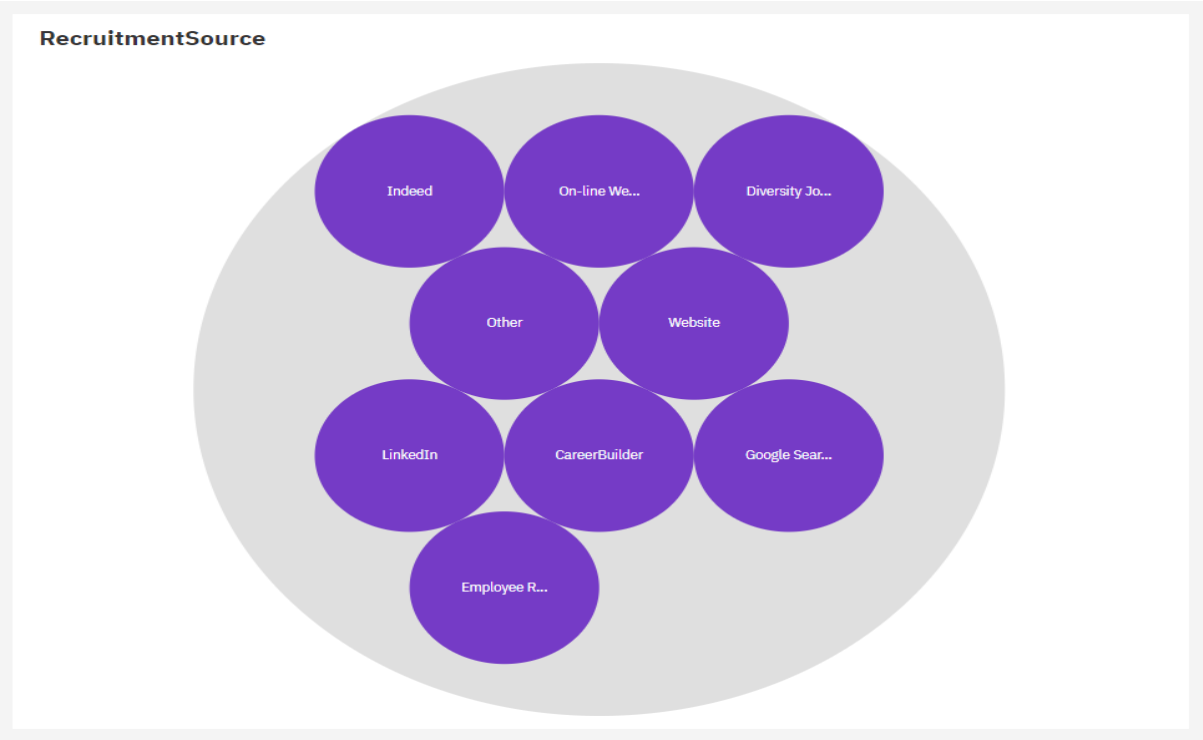 RecruitmentSource
Indeed
On-line We...
Diversity Jo...
Other
Website
LinkedIn
CareerBuilder
Google Sear...
Employee R...